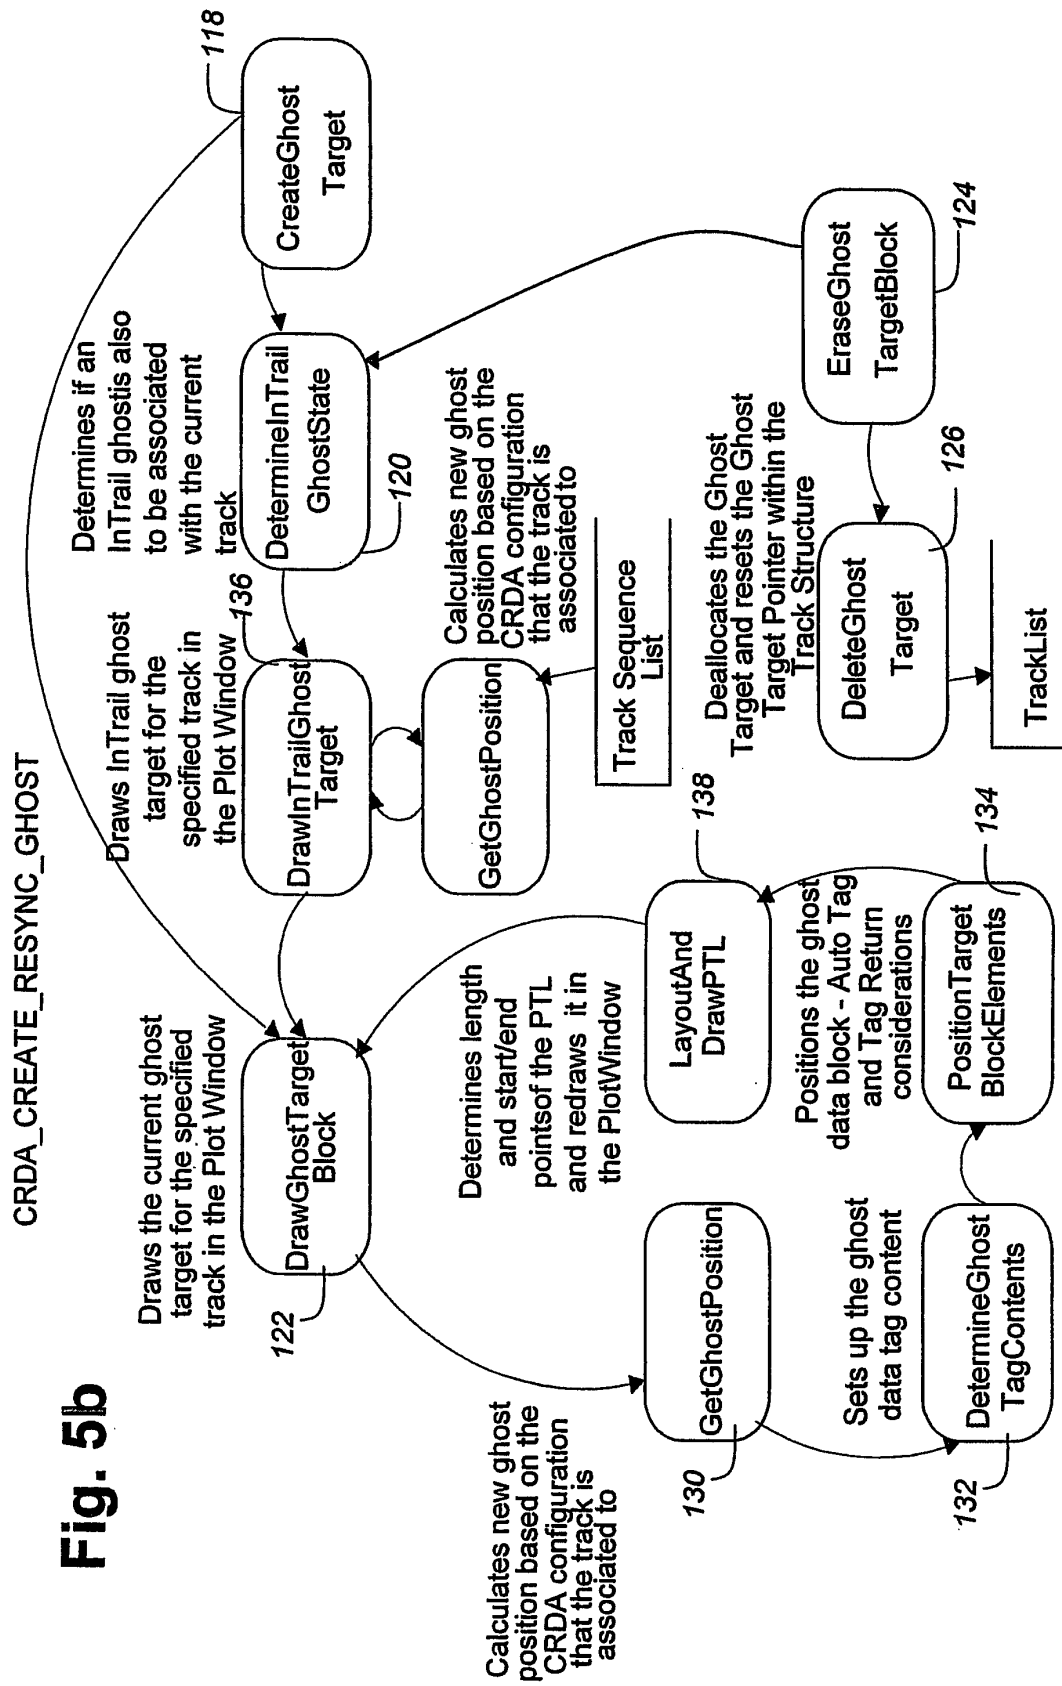 Fig. 5b
CRDA_CREATE_RESYNC_GHOST
Draws the current ghost
target for the specified
track in the Plot Window
DrawGhostTarget
Block
122
Draws InTrail ghost
target for the
specified track in
the Plot Window
136
DrawInTrailGhost
Target
Determines if an
InTrail ghostis also
to be associated
with the current
track
DetermineInTrail
GhostState
120
118
CreateGhost
Target
GetGhostPosition
Calculates new ghost
position based on the
CRDA configuration
that the track is
associated to
Track Sequence
List
Calculates new ghost
position based on the
CRDA configuration
that the track is
associated to
GetGhostPosition
130
Determines length
and start/end
pointsof the PTL
and redraws it in
the PlotWindow
LayoutAnd
DrawPTL
138
Sets up the ghost
data tag content
DetermineGhost
TagContents
132
Positions the ghost
data block - Auto Tag
and Tag Return
considerations
PositionTarget
BlockElements
134
Deallocates the Ghost
Target and resets the Ghost
Target Pointer within the
Track Structure
DeleteGhost
Target
126
EraseGhost
TargetBlock
124
TrackList